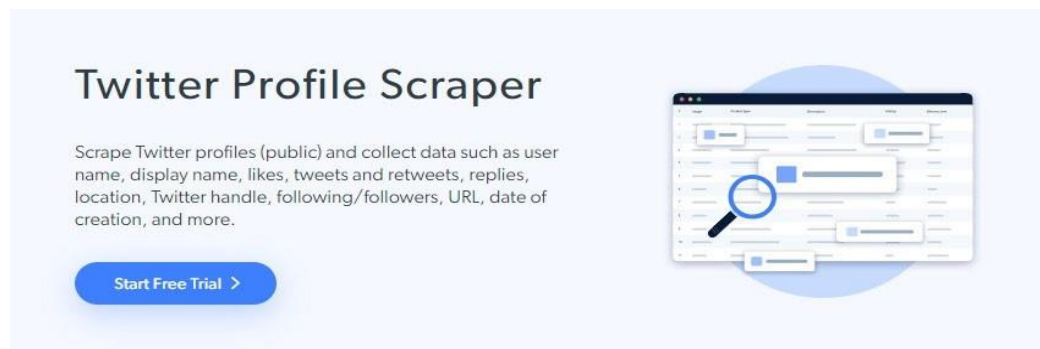 Twitter Profile Scraper
Scrape Twitter profiles (public) and collect data such as user
name, display name, likes, tweets and retweets, replies,
location, Twitter handle, following/followers, URL, date of
creation, and more.
Start Free Trial >